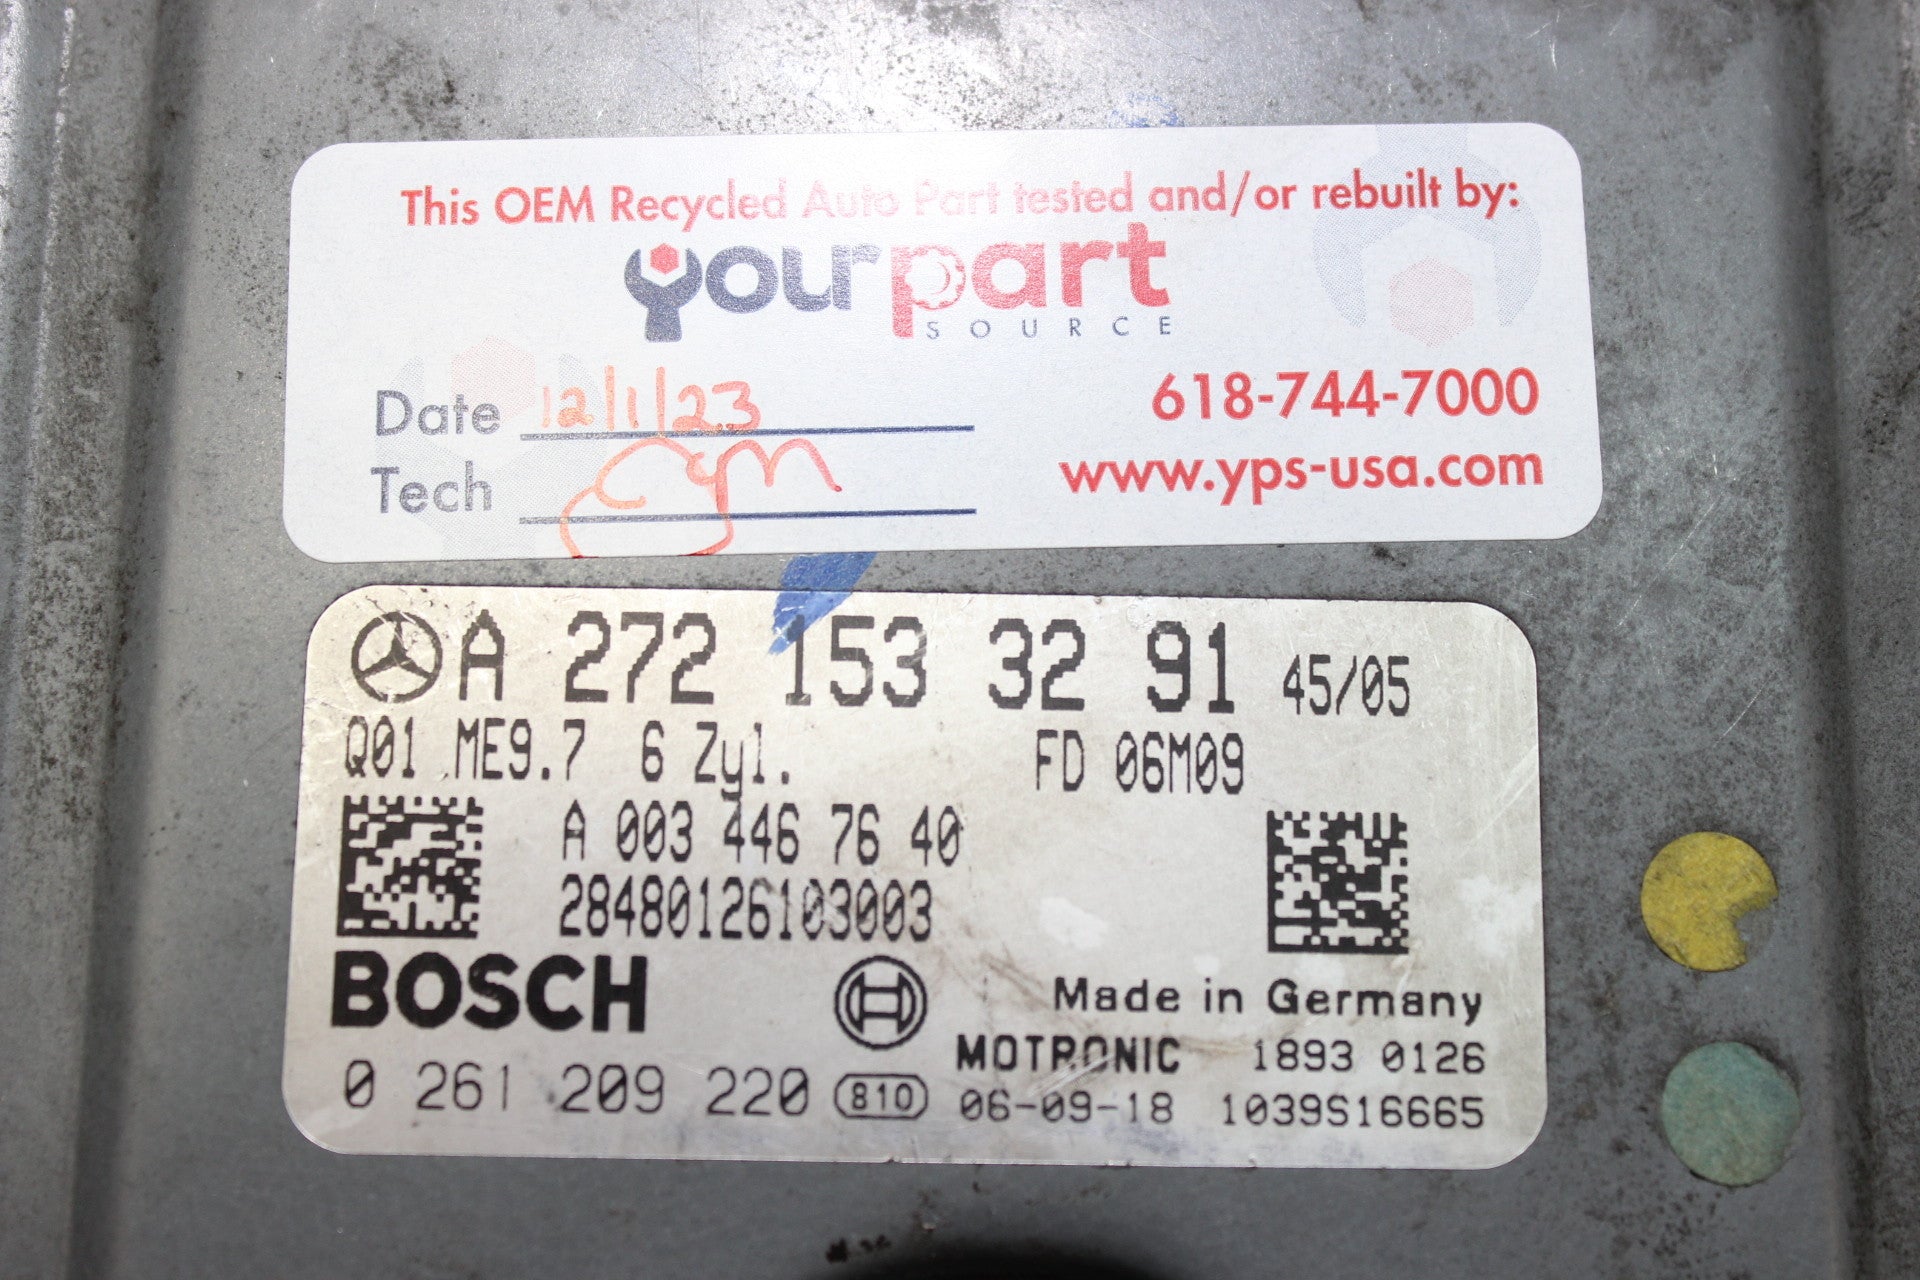 This OEM Recycled Auto Part tested and/or rebuilt by:
yourpart
SOURCE
Date 12/1/23
618-744-7000
Tech
www.yps-usa.com
A 272 153 32 91 45/05
Q01 ME9.7 6 Zyl. FD 06M09
A 003 446 76 40
28480126103003
BOSCH
Made in Germany
MOTRONIC 1893 0126
0 261 209 220 810 06-09-18 1039S16665